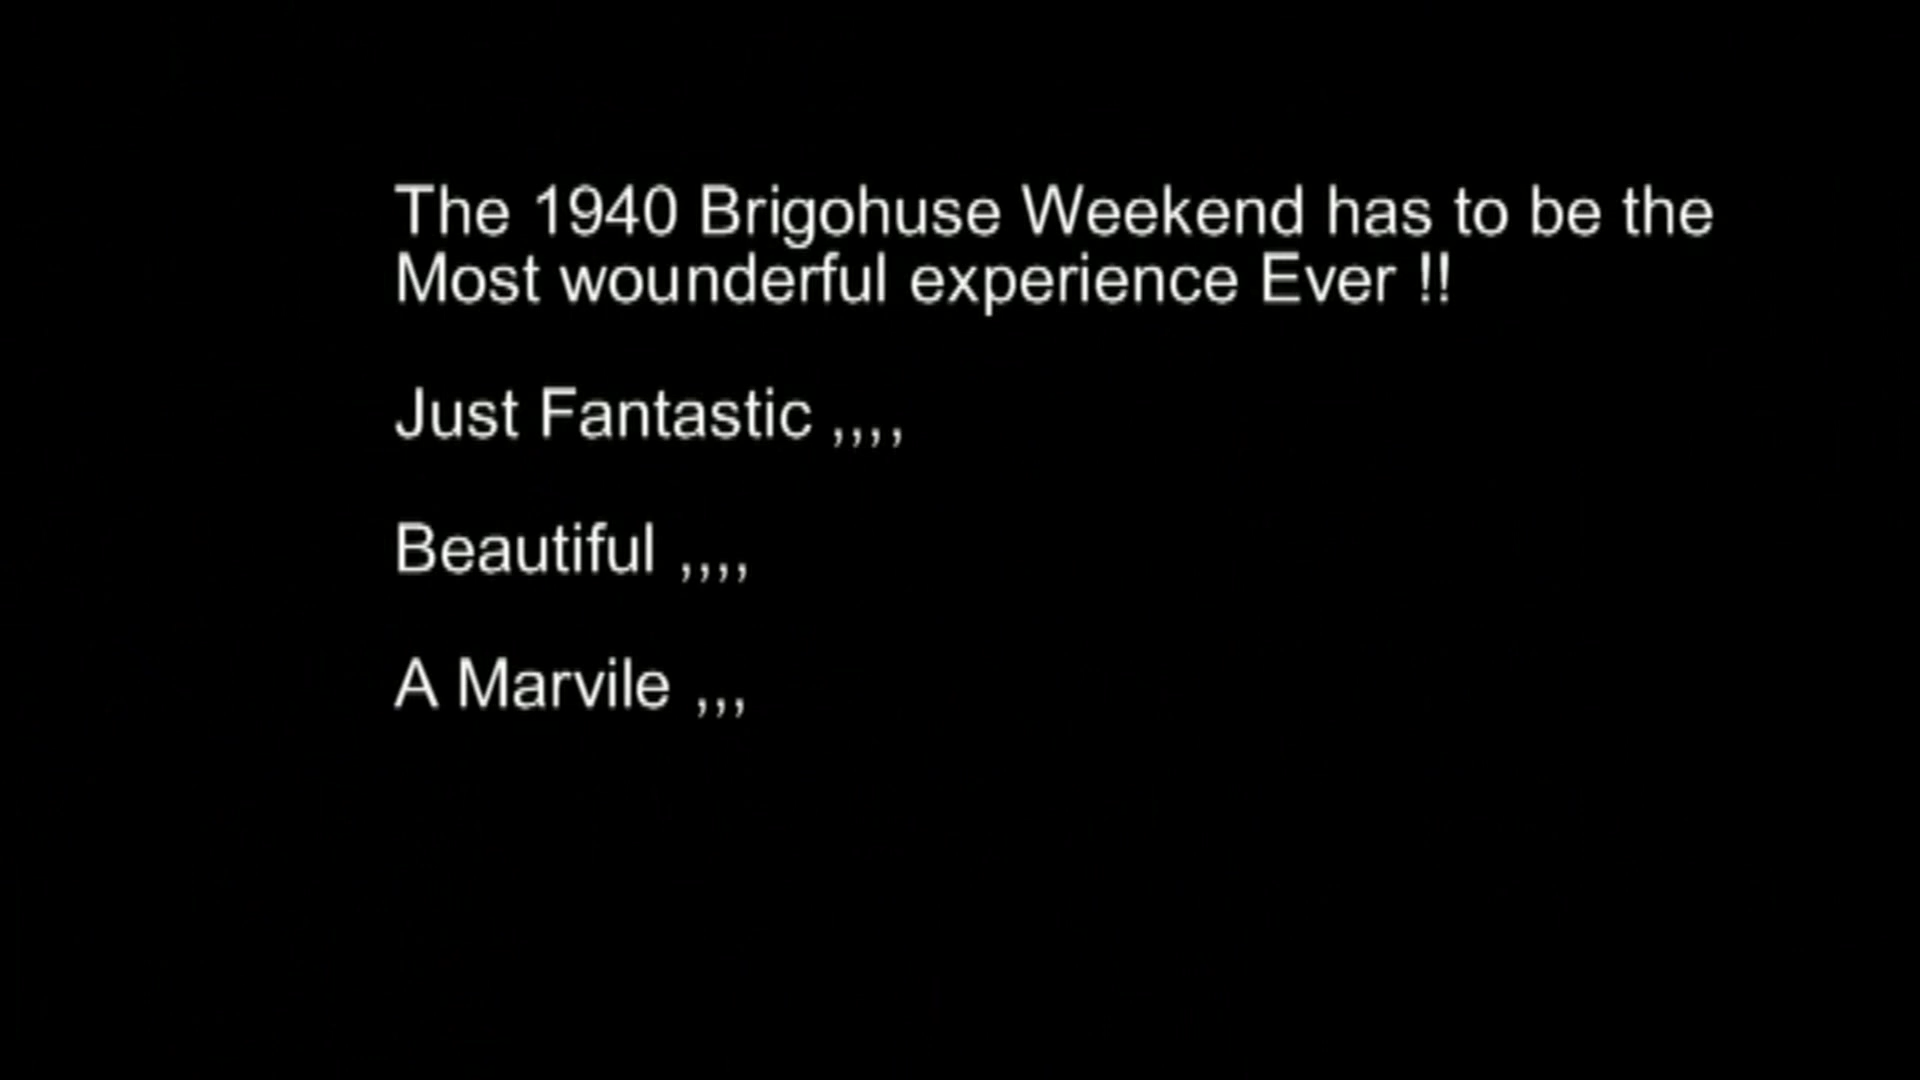 The 1940 Brigohuse Weekend has to be the
Most wounderful experience Ever !!
Just Fantastic ,,,,
Beautiful ,,,,
A Marvile ,,,